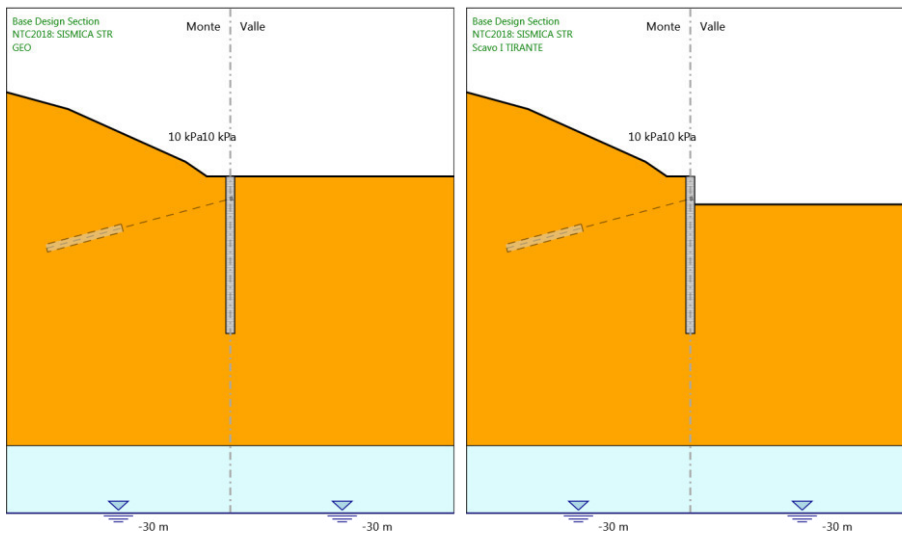 Base Design Section
NTC2018: SISMICA STR
GEO
Monte Valle
10 kPa10 kPa
-30 m
-30 m
Base Design Section
NTC2018: SISMICA STR
Scavo I TIRANTE
Monte Valle
10 kPa10 kPa
-30 m
-30 m